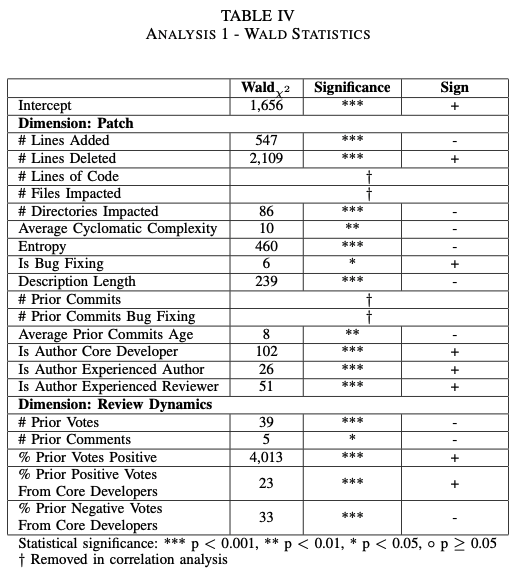 TABLE IV
ANALYSIS 1 - WALD STATISTICS
Wald χ2 Significance Sign
Intercept 1,656 *** +
Dimension: Patch
# Lines Added 547 *** -
# Lines Deleted 2,109 *** +
# Lines of Code †
# Files Impacted †
# Directories Impacted 86 *** -
Average Cyclomatic Complexity 10 ** -
Entropy 460 *** -
Is Bug Fixing 6 * +
Description Length 239 *** -
# Prior Commits †
# Prior Commits Bug Fixing †
Average Prior Commits Age 8 ** -
Is Author Core Developer 102 *** +
Is Author Experienced Author 26 *** +
Is Author Experienced Reviewer 51 *** +
Dimension: Review Dynamics
# Prior Votes 39 *** -
# Prior Comments 5 * -
% Prior Votes Positive 4,013 *** +
% Prior Positive Votes
From Core Developers 23 *** +
% Prior Negative Votes
From Core Developers 33 *** -
Statistical significance: *** p < 0.001, ** p < 0.01, * p < 0.05, ∘ p ≥ 0.05
† Removed in correlation analysis